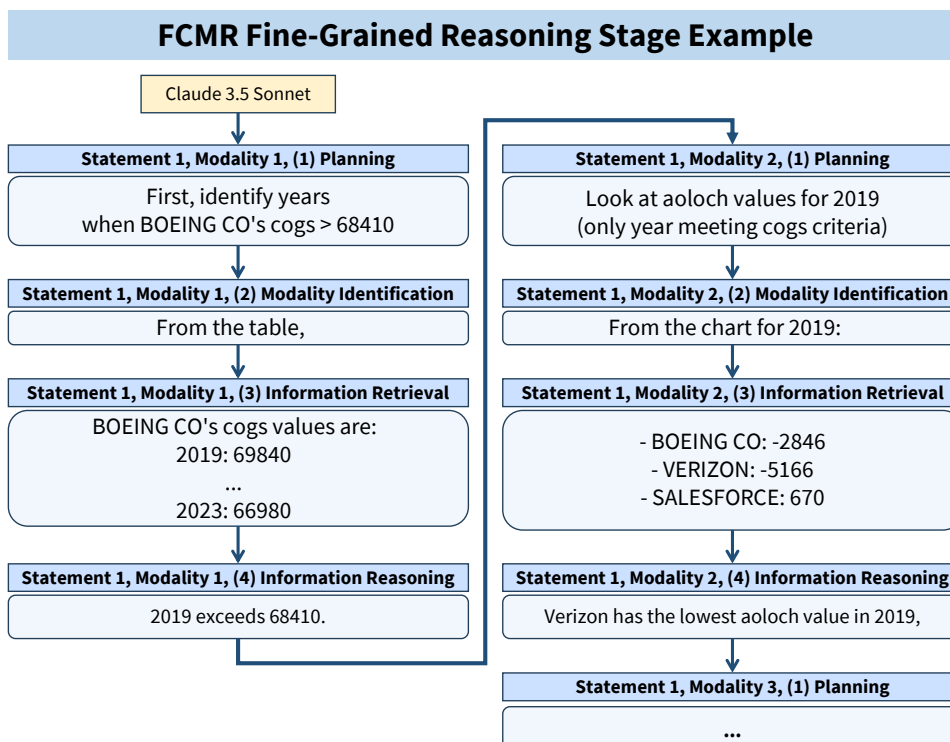 FCMR Fine-Grained Reasoning Stage Example
Claude 3.5 Sonnet
Statement 1, Modality 1, (1) Planning
First, identify years
when BOEING CO's cogs > 68410
Statement 1, Modality 1, (2) Modality Identification
From the table,
Statement 1, Modality 1, (3) Information Retrieval
BOEING CO's cogs values are:
2019: 69840
...
2023: 66980
Statement 1, Modality 1, (4) Information Reasoning
2019 exceeds 68410.
Statement 1, Modality 2, (1) Planning
Look at aoloch values for 2019
(only year meeting cogs criteria)
Statement 1, Modality 2, (2) Modality Identification
From the chart for 2019:
Statement 1, Modality 2, (3) Information Retrieval
- BOEING CO: -2846
- VERIZON: -5166
- SALESFORCE: 670
Statement 1, Modality 2, (4) Information Reasoning
Verizon has the lowest aoloch value in 2019,
Statement 1, Modality 3, (1) Planning
...